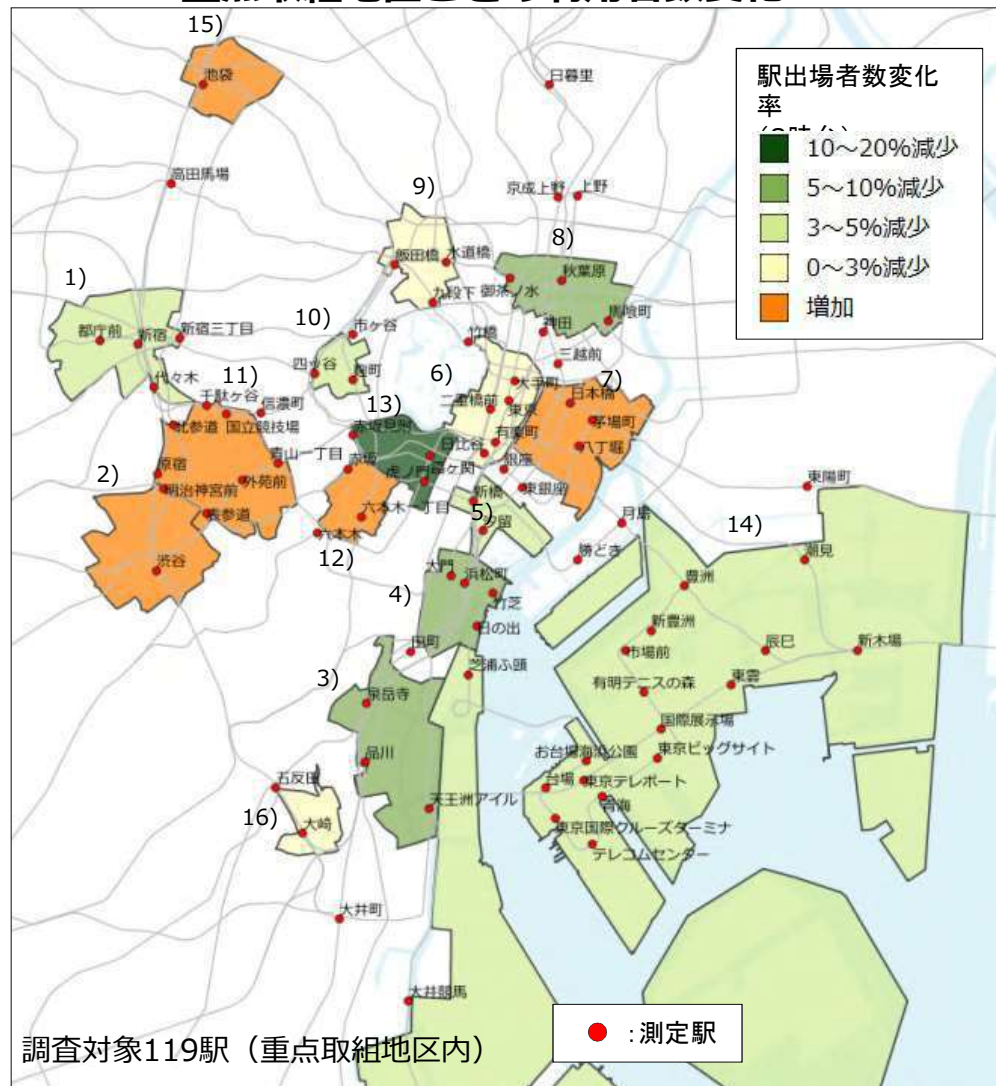 15)
池袋
日暮里
駅出場者数変化
率
10～20%減少
5～10%減少
3～5%減少
0～3%減少
増加
高田馬場
京成上野
上野
9)
8)
飯田橋
水道橋
秋葉原
1)
九段下
御茶ノ水
馬喰町
都庁前
新宿
新宿三丁目
10)
市ヶ谷
竹橋
神田
三越前
四ッ谷
麹町
6)
大手町
7)
代々木
11)
千駄ヶ谷
信濃町
13)
二重橋前
東京
日本橋
茅場町
北参道
国立競技場
赤坂見附
有楽町
八丁堀
日比谷
2)
青山一丁目
赤坂
虎ノ門
霞ヶ関
銀座
原宿
外苑前
明治神宮前
東銀座
東陽町
表参道
六本木一丁目
新橋
5)
汐留
月島
14)
六本木
12)
勝どき
潮見
渋谷
大門
浜松町
4)
竹芝
豊洲
日の出
新豊洲
田町
市場前
辰巳
新木場
芝浦ふ頭
3)
泉岳寺
有明テニスの森
東雲
国際展示場
品川
お台場海浜公園
東京ビッグサイト
五反田
台場
東京テレポート
天王洲アイル
青海
16)
大崎
東京国際クルーズターミナ
テレコムセンター
大井町
大井競馬
調査対象119駅（重点取組地区内）
：測定駅